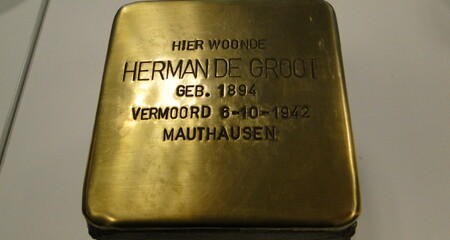 HIER WOONDE
HERMAN DE GROOT
GEB. 1894
VERMOORD 6-10-1942
MAUTHAUSEN